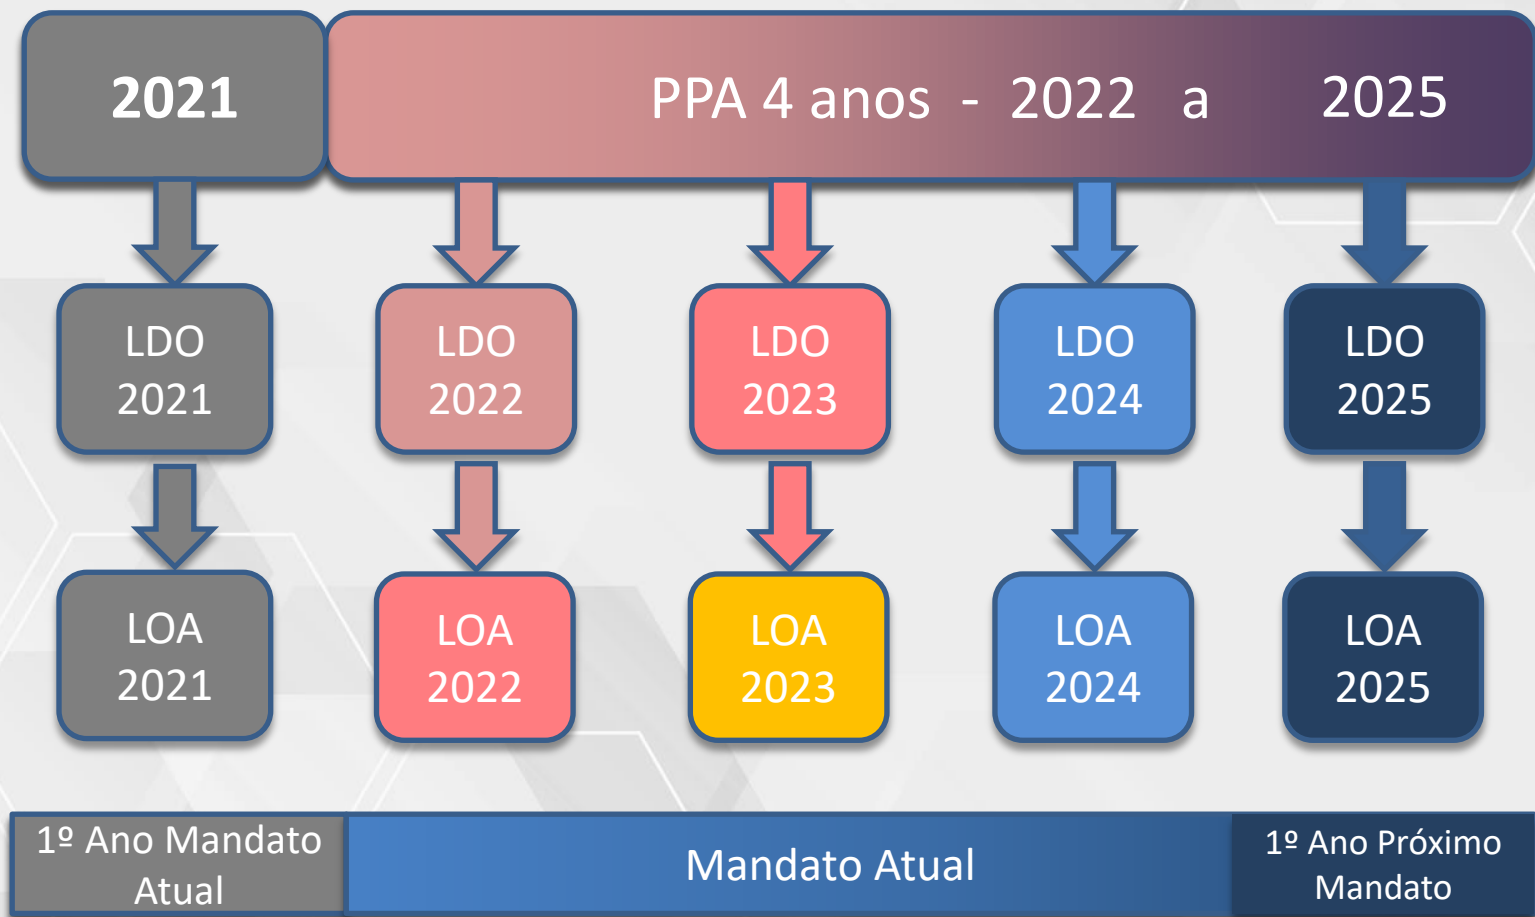 2021
PPA 4 anos - 2022 a 2025
LDO
2021
LDO
2022
LDO
2023
LDO
2024
LDO
2025
LOA
2021
LOA
2022
LOA
2023
LOA
2024
LOA
2025
1º Ano Mandato
Atual
Mandato Atual
1º Ano Próximo
Mandato